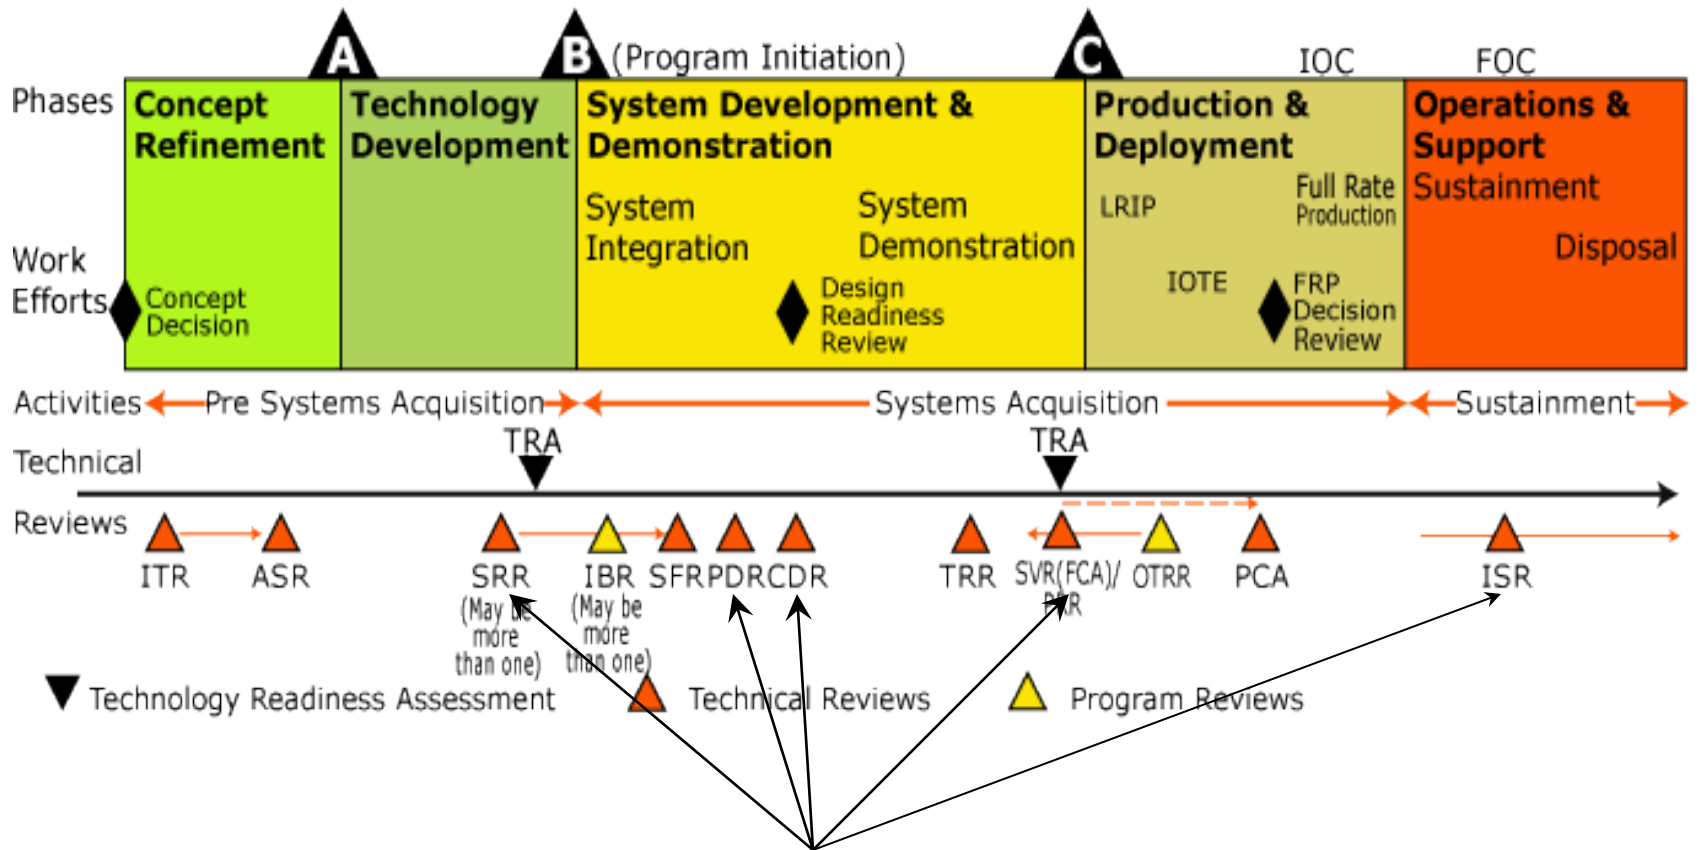 A
B
(Program Initiation)
C
IOC
FOC
Phases
Concept
Refinement
Technology
Development
System Development &
Demonstration
Production &
Deployment
Operations &
Support
System
Integration
System
Demonstration
LRIP
Full Rate
Production
Sustainment
Disposal
Work
Efforts
Concept
Decision
Design
Readiness
Review
IOTE
FRP
Decision
Review
Activities
Pre Systems Acquisition
Systems Acquisition
Sustainment
TRA
TRA
Technical
Reviews
ITR
ASR
SRR
(May be
more
than one)
IBR
(May be
more
than one)
SFR
PDR
CDR
TRR
SVR(FCA)/
PRR
OTRR
PCA
ISR
Technology Readiness Assessment
Technical Reviews
Program Reviews